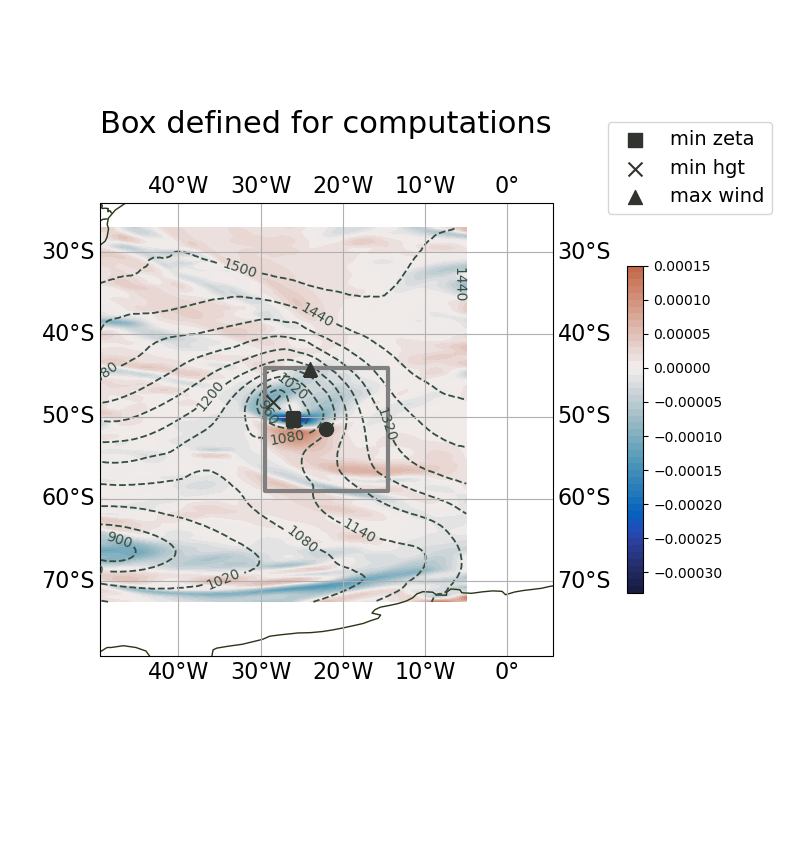 Box defined for computations
min zeta
min hgt
max wind
40°W 30°W 20°W 10°W 0°
30°S 30°S
40°S 40°S
50°S 50°S
60°S 60°S
70°S 70°S
40°W 30°W 20°W 10°W 0°
1500
1440
1440
80
1200
1020
1320
1080
1140
1080
900
1020
0.00015
0.00010
0.00005
0.00000
−0.00005
−0.00010
−0.00015
−0.00020
−0.00025
−0.00030